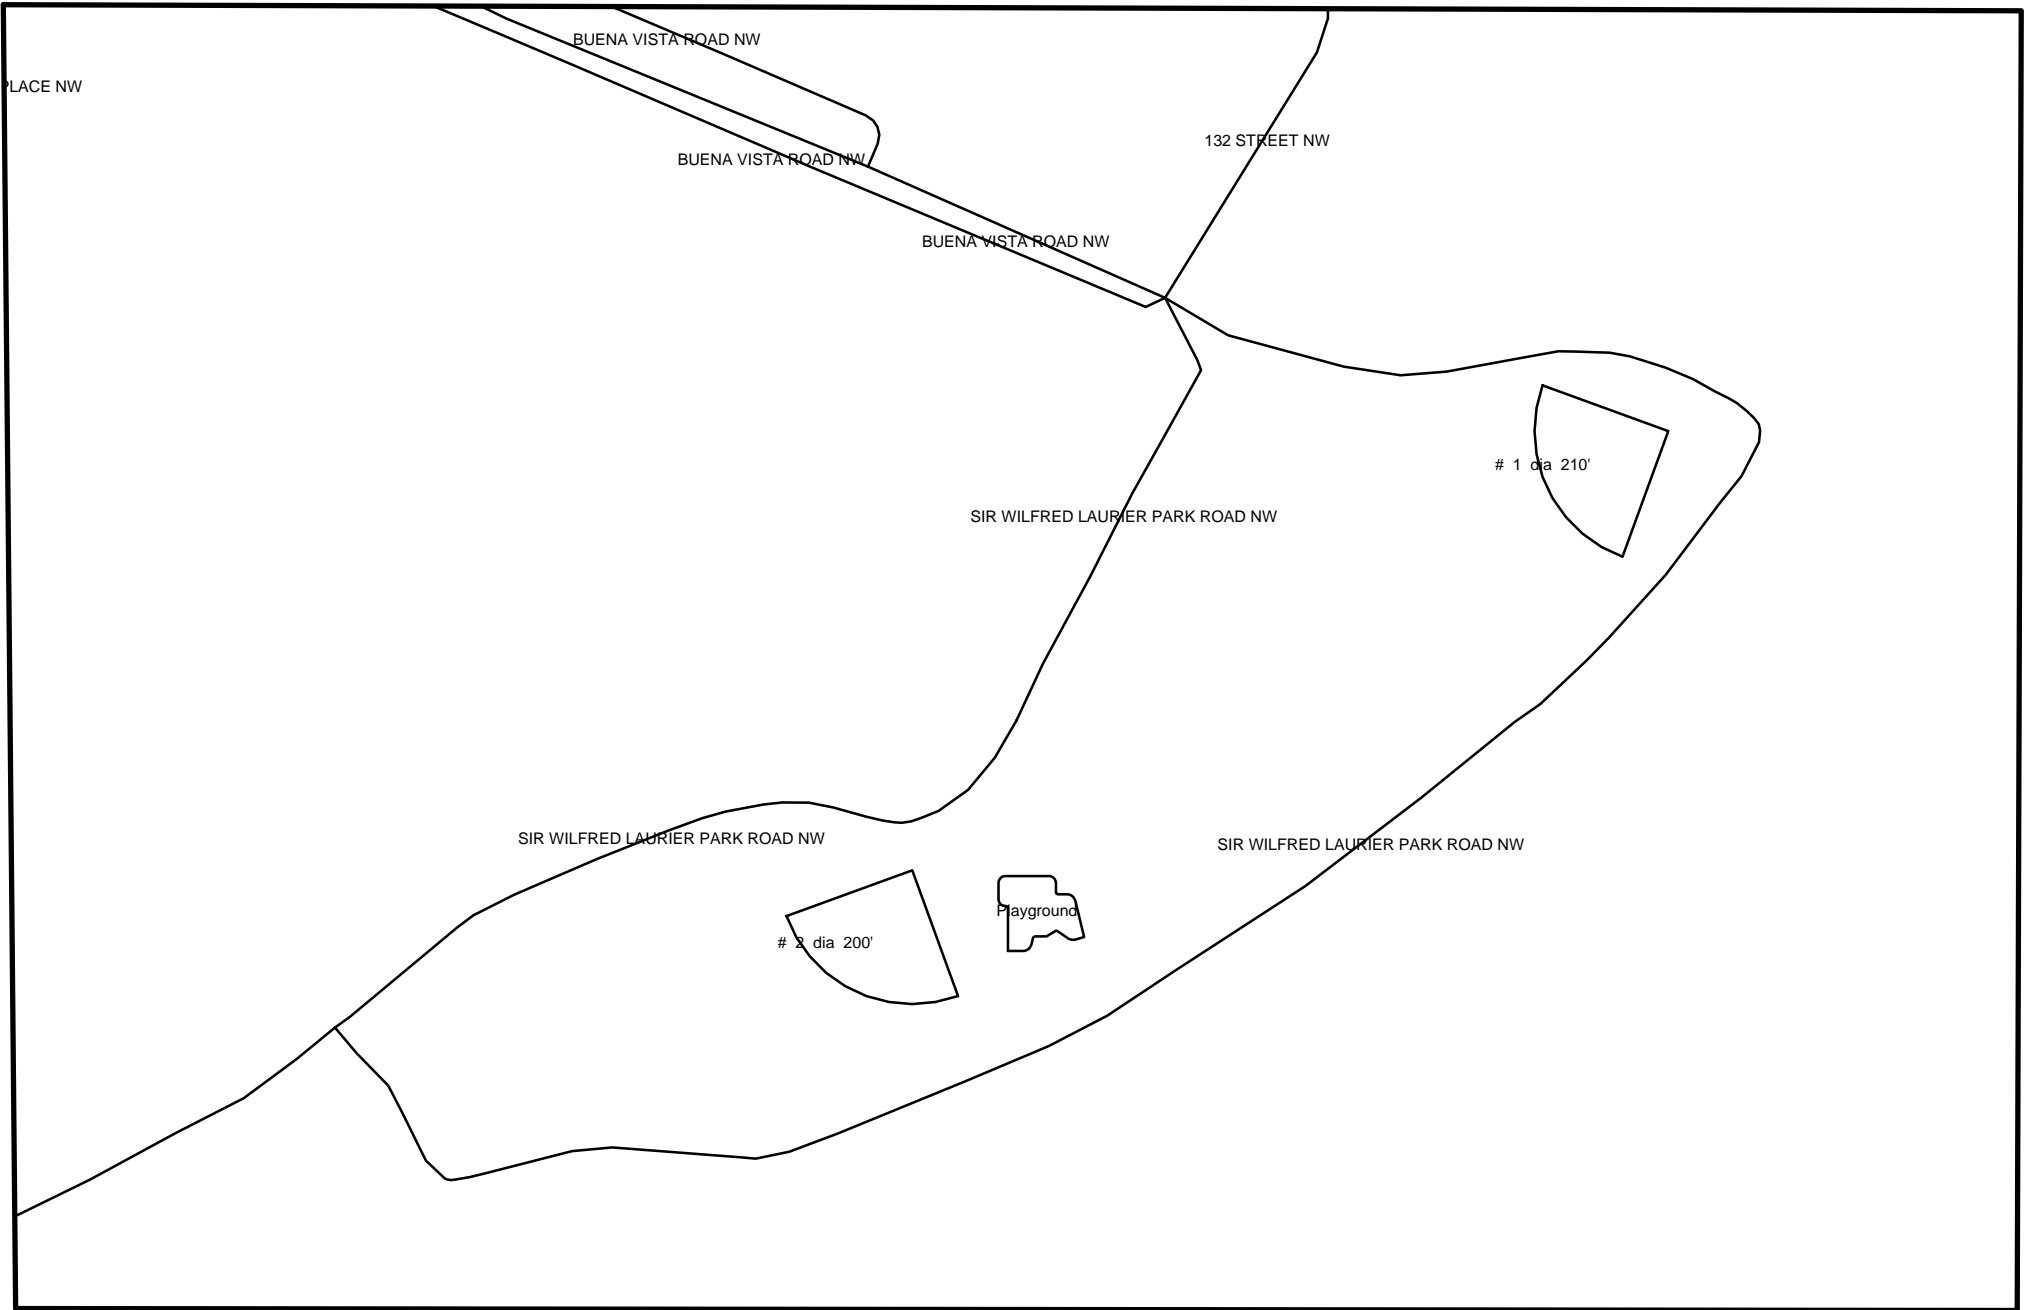 BUENA VISTA ROAD NW
PLACE NW
132 STREET NW
BUENA VISTA ROAD NW
BUENA VISTA ROAD NW
# 1 dia 210'
SIR WILFRED LAURIER PARK ROAD NW
SIR WILFRED LAURIER PARK ROAD NW
SIR WILFRED LAURIER PARK ROAD NW
Playground
# 2 dia 200'